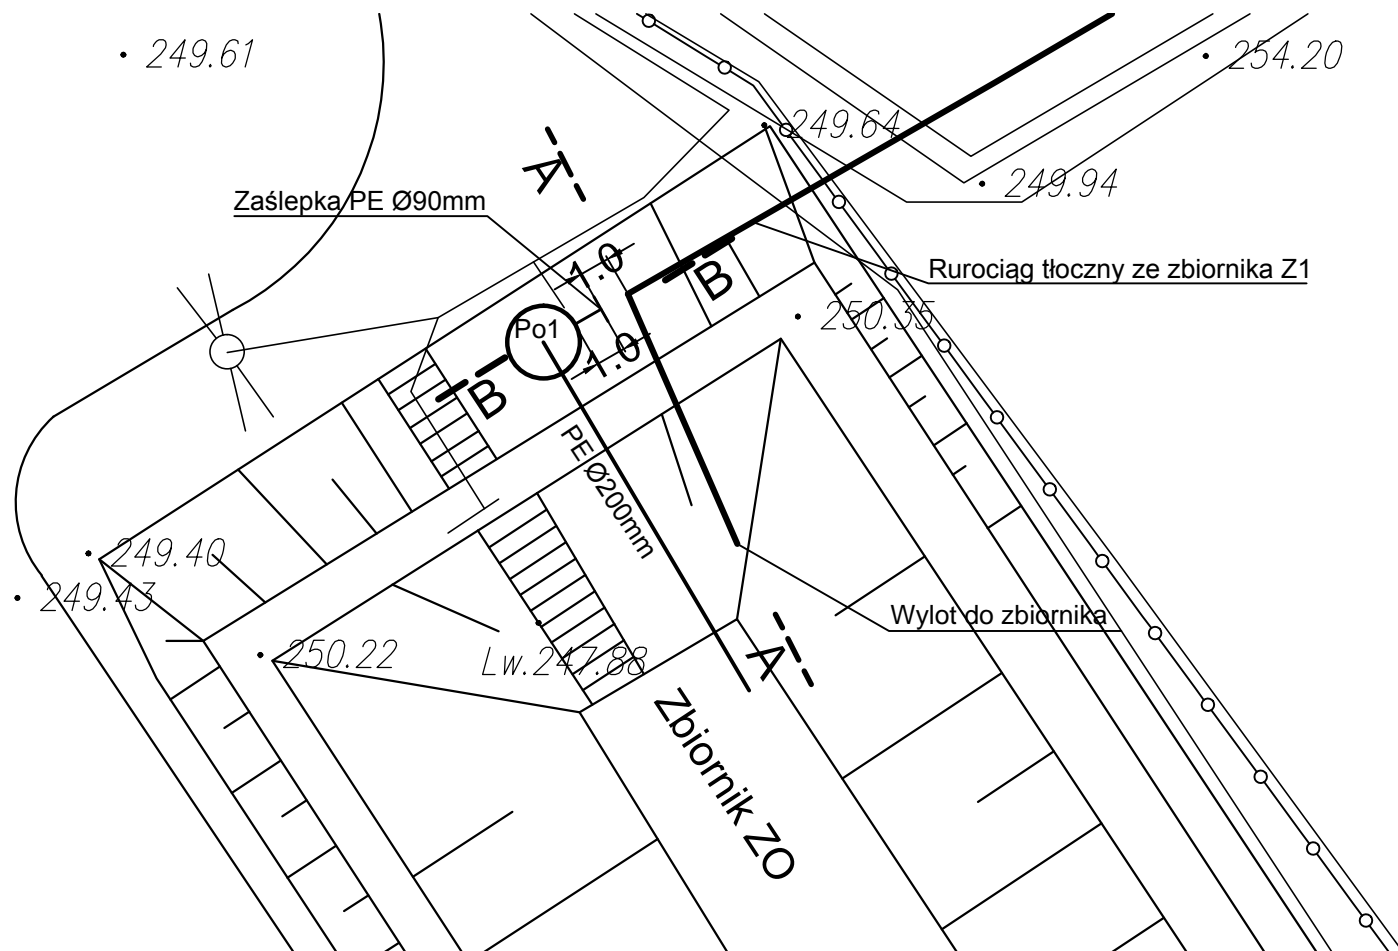 249.61
254.20
249.64
A
249.94
Zaślepka PE Ø90mm
1.0
B
Rurociąg tłoczny ze zbiornika Z1
Po1
250.35
1.0
B
PE Ø200mm
249.40
249.43
Wylot do zbiornika
250.22
Lw.247.88
A
Zbiornik ZO